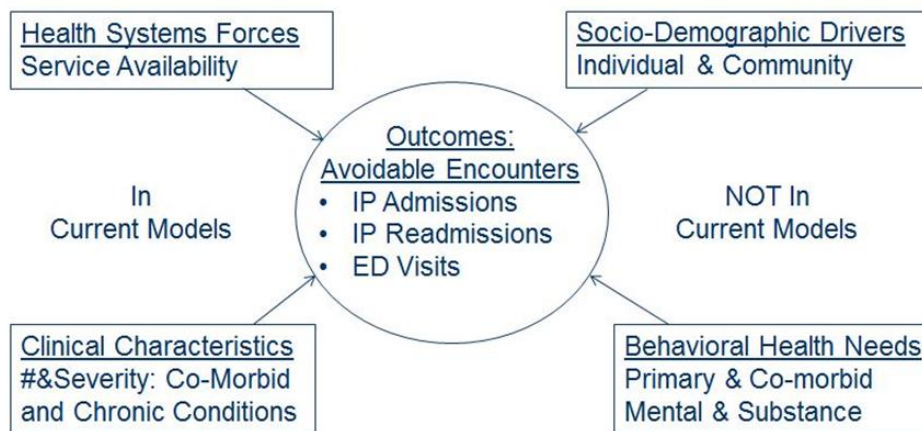 Health Systems Forces
Service Availability
Socio-Demographic Drivers
Individual & Community
Outcomes:
Avoidable Encounters
• IP Admissions
• IP Readmissions
• ED Visits
In
Current Models
NOT In
Current Models
Clinical Characteristics
#&Severity: Co-Morbid
and Chronic Conditions
Behavioral Health Needs
Primary & Co-morbid
Mental & Substance